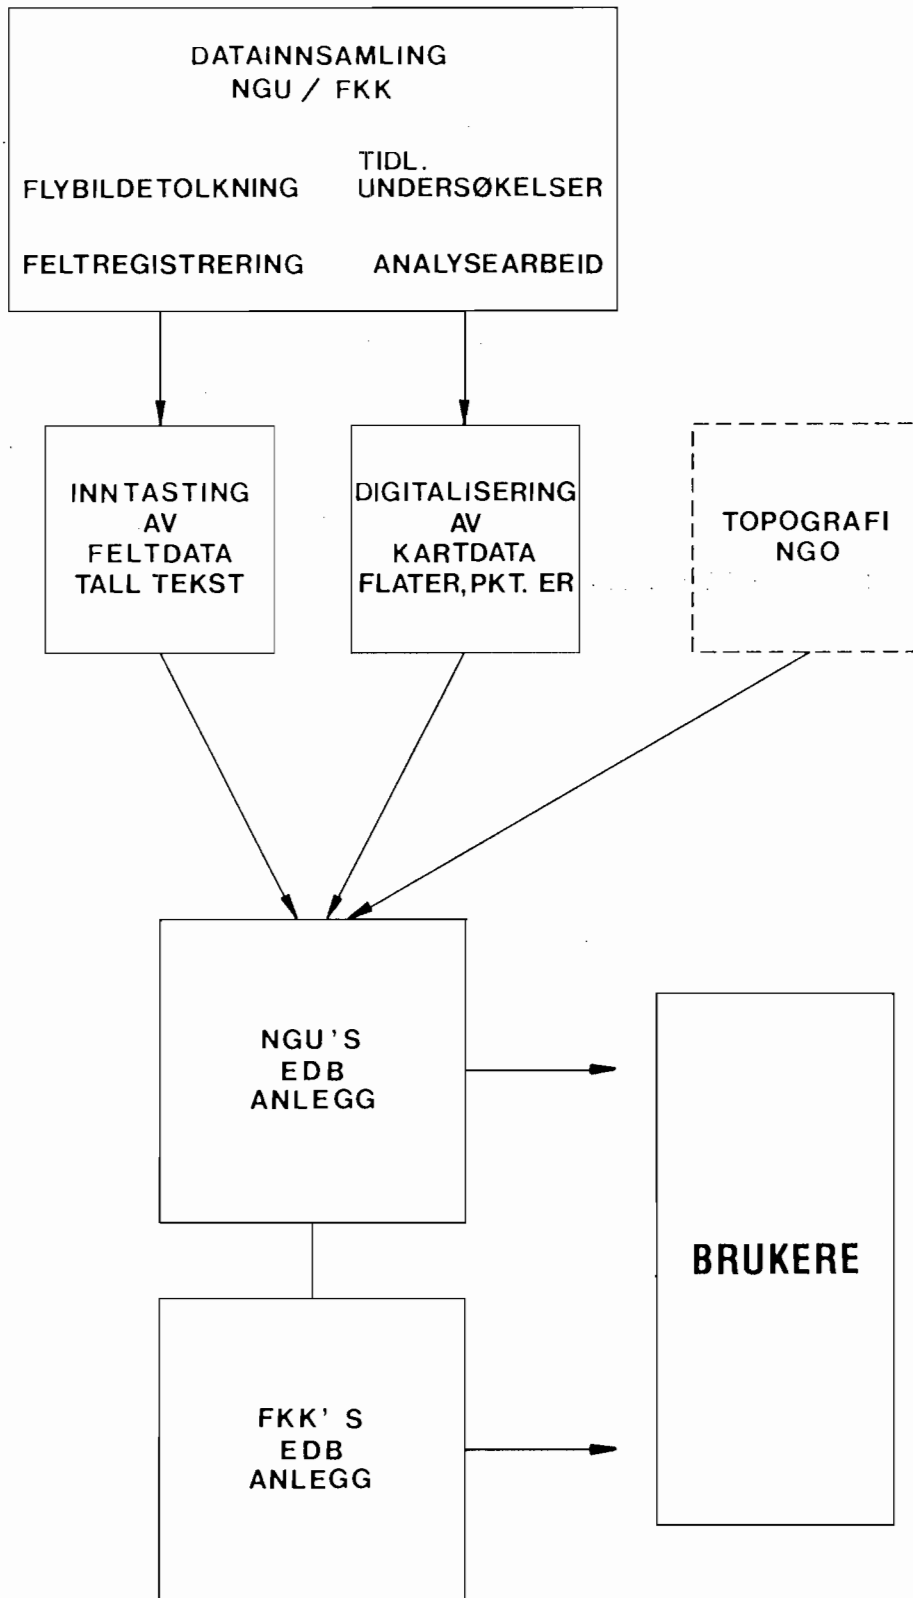 DATAINNSAMLING
NGU / FKK
TIDL.
FLYBILDETOLKNING UNDERSØKELSER
FELTREGISTRERING ANALYSEARBEID
INNTASTING
AV
FELTDATA
TALL TEKST
DIGITALISERING
AV
KARTDATA
FLATER, PKT. ER
TOPOGRAFI
NGO
NGU'S
EDB
ANLEGG
BRUKERE
FKK' S
EDB
ANLEGG